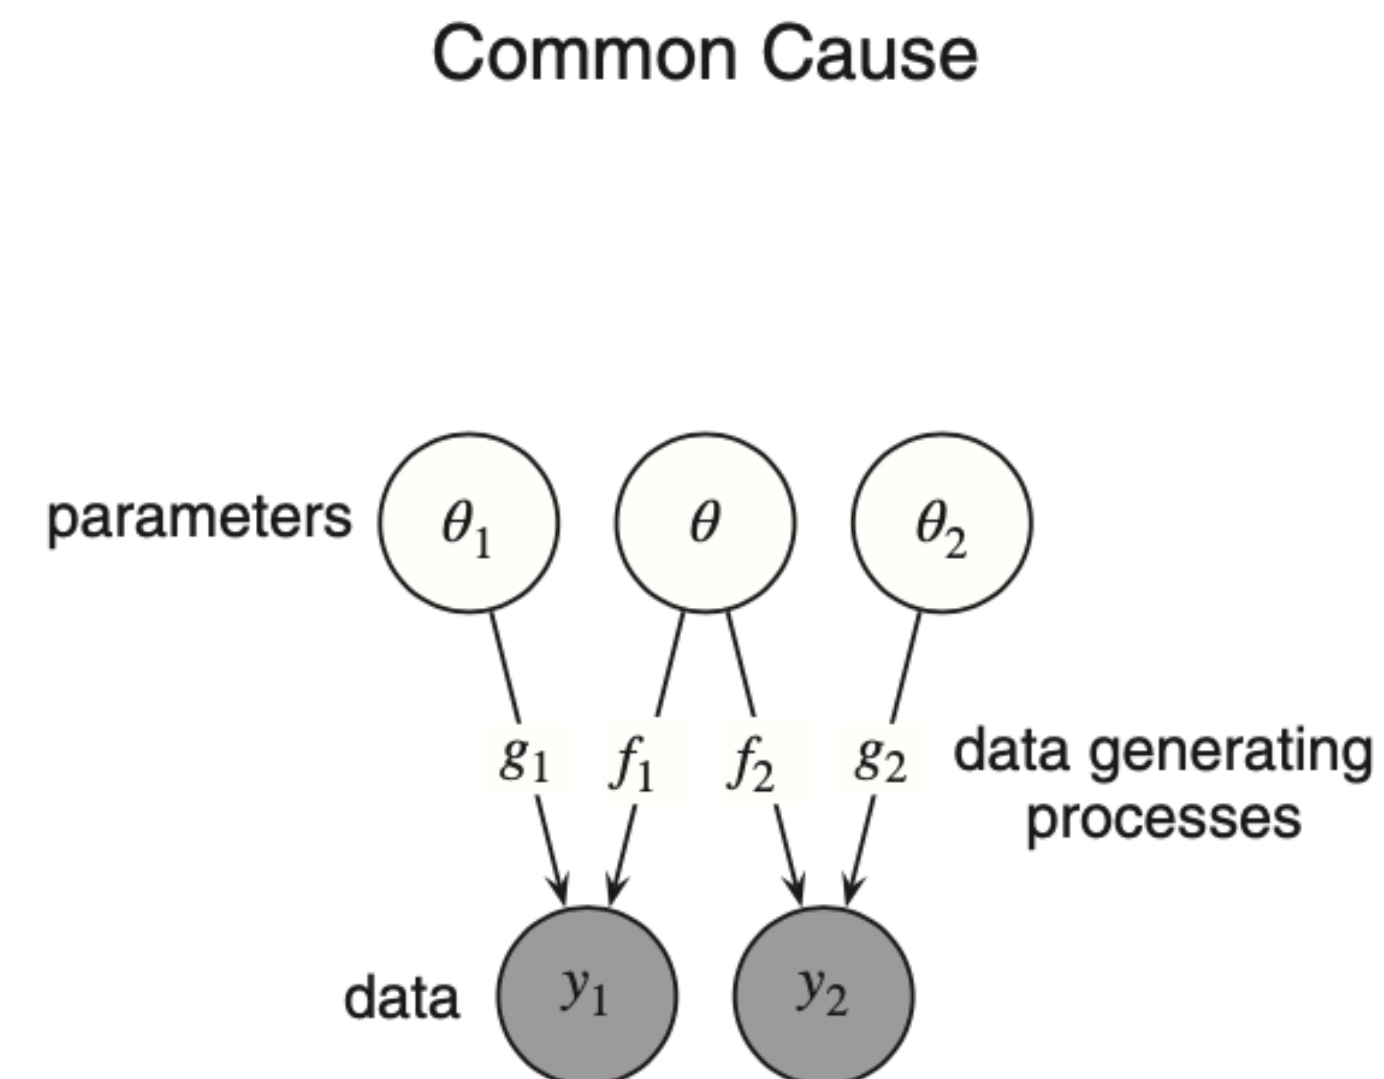 Common Cause
parameters
θ₁
θ
θ₂
g₁
f₁
f₂
g₂
data generating
processes
data
y₁
y₂